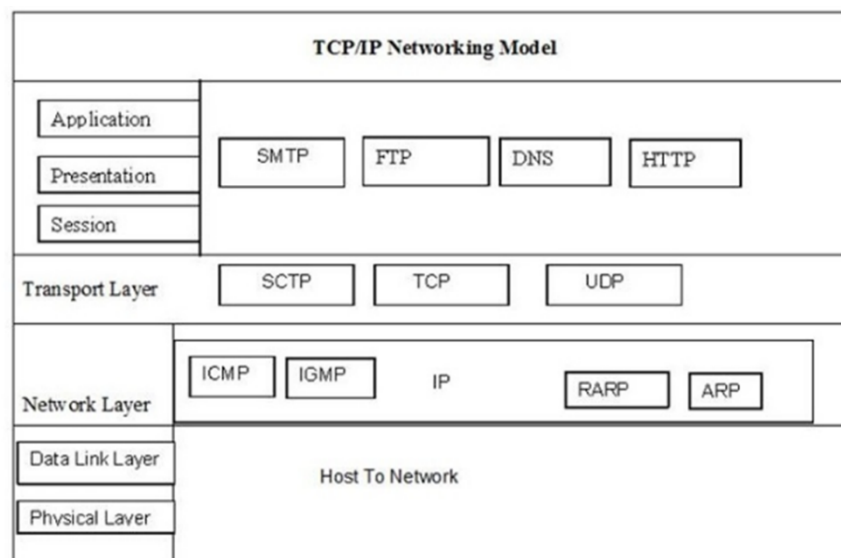 TCP/IP Networking Model
Application
Presentation
Session
SMTP
FTP
DNS
HTTP
Transport Layer
SCTP
TCP
UDP
Network Layer
ICMP
IGMP
IP
RARP
ARP
Data Link Layer
Physical Layer
Host To Network